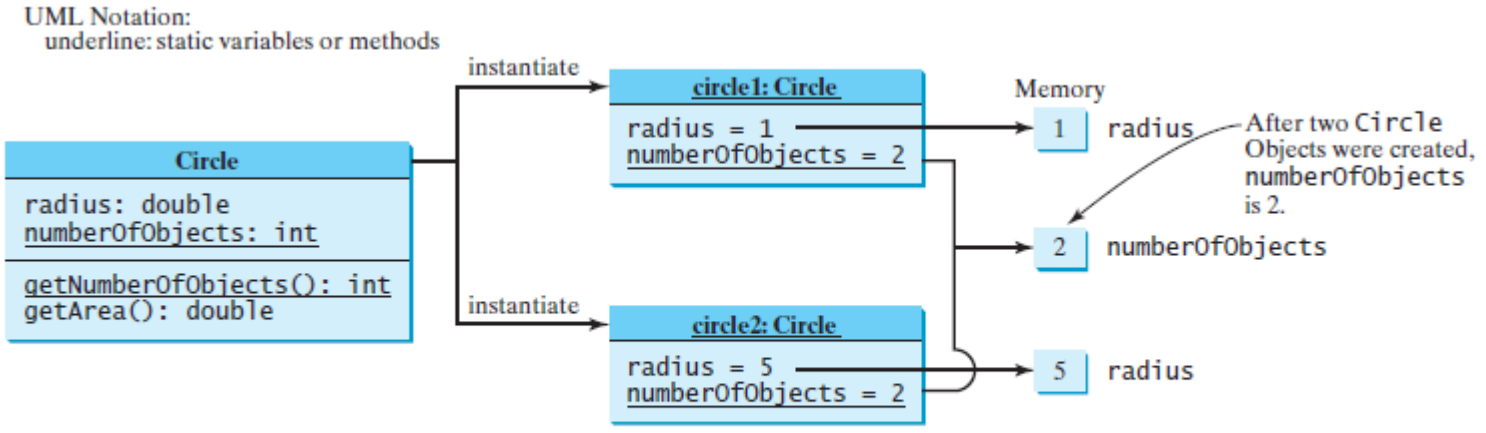 UML Notation:
underline: static variables or methods
instantiate
circle1: Circle
radius = 1
numberOfObjects = 2
Memory
1 radius
After two Circle
Objects were created,
numberOfObjects
is 2.
Circle
radius: double
numberOfObjects: int
getNumberOfObjects(): int
getArea(): double
2 numberOfObjects
instantiate
circle2: Circle
radius = 5
numberOfObjects = 2
5 radius